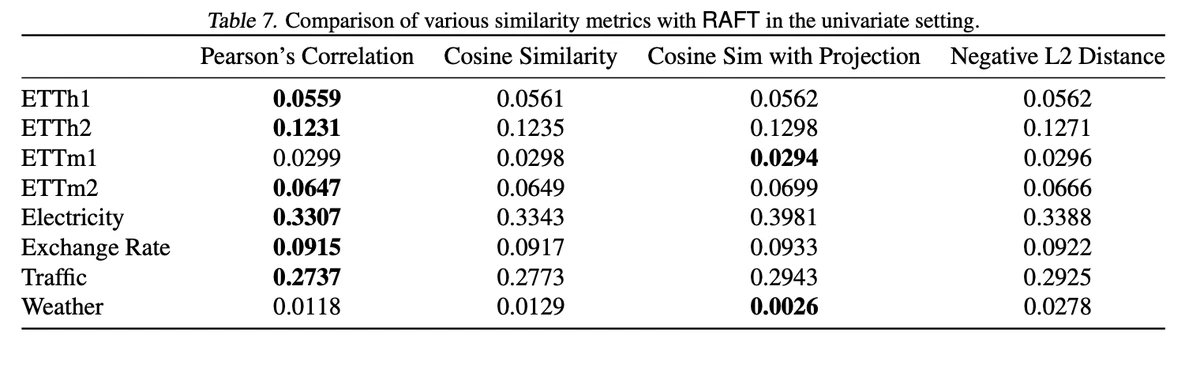 Table 7. Comparison of various similarity metrics with RAFT in the univariate setting.
Pearson's Correlation Cosine Similarity Cosine Sim with Projection Negative L2 Distance
ETTh1 0.0559 0.0561 0.0562 0.0562
ETTh2 0.1231 0.1235 0.1298 0.1271
ETTm1 0.0299 0.0298 0.0294 0.0296
ETTm2 0.0647 0.0649 0.0699 0.0666
Electricity 0.3307 0.3343 0.3981 0.3388
Exchange Rate 0.0915 0.0917 0.0933 0.0922
Traffic 0.2737 0.2773 0.2943 0.2925
Weather 0.0118 0.0129 0.0026 0.0278